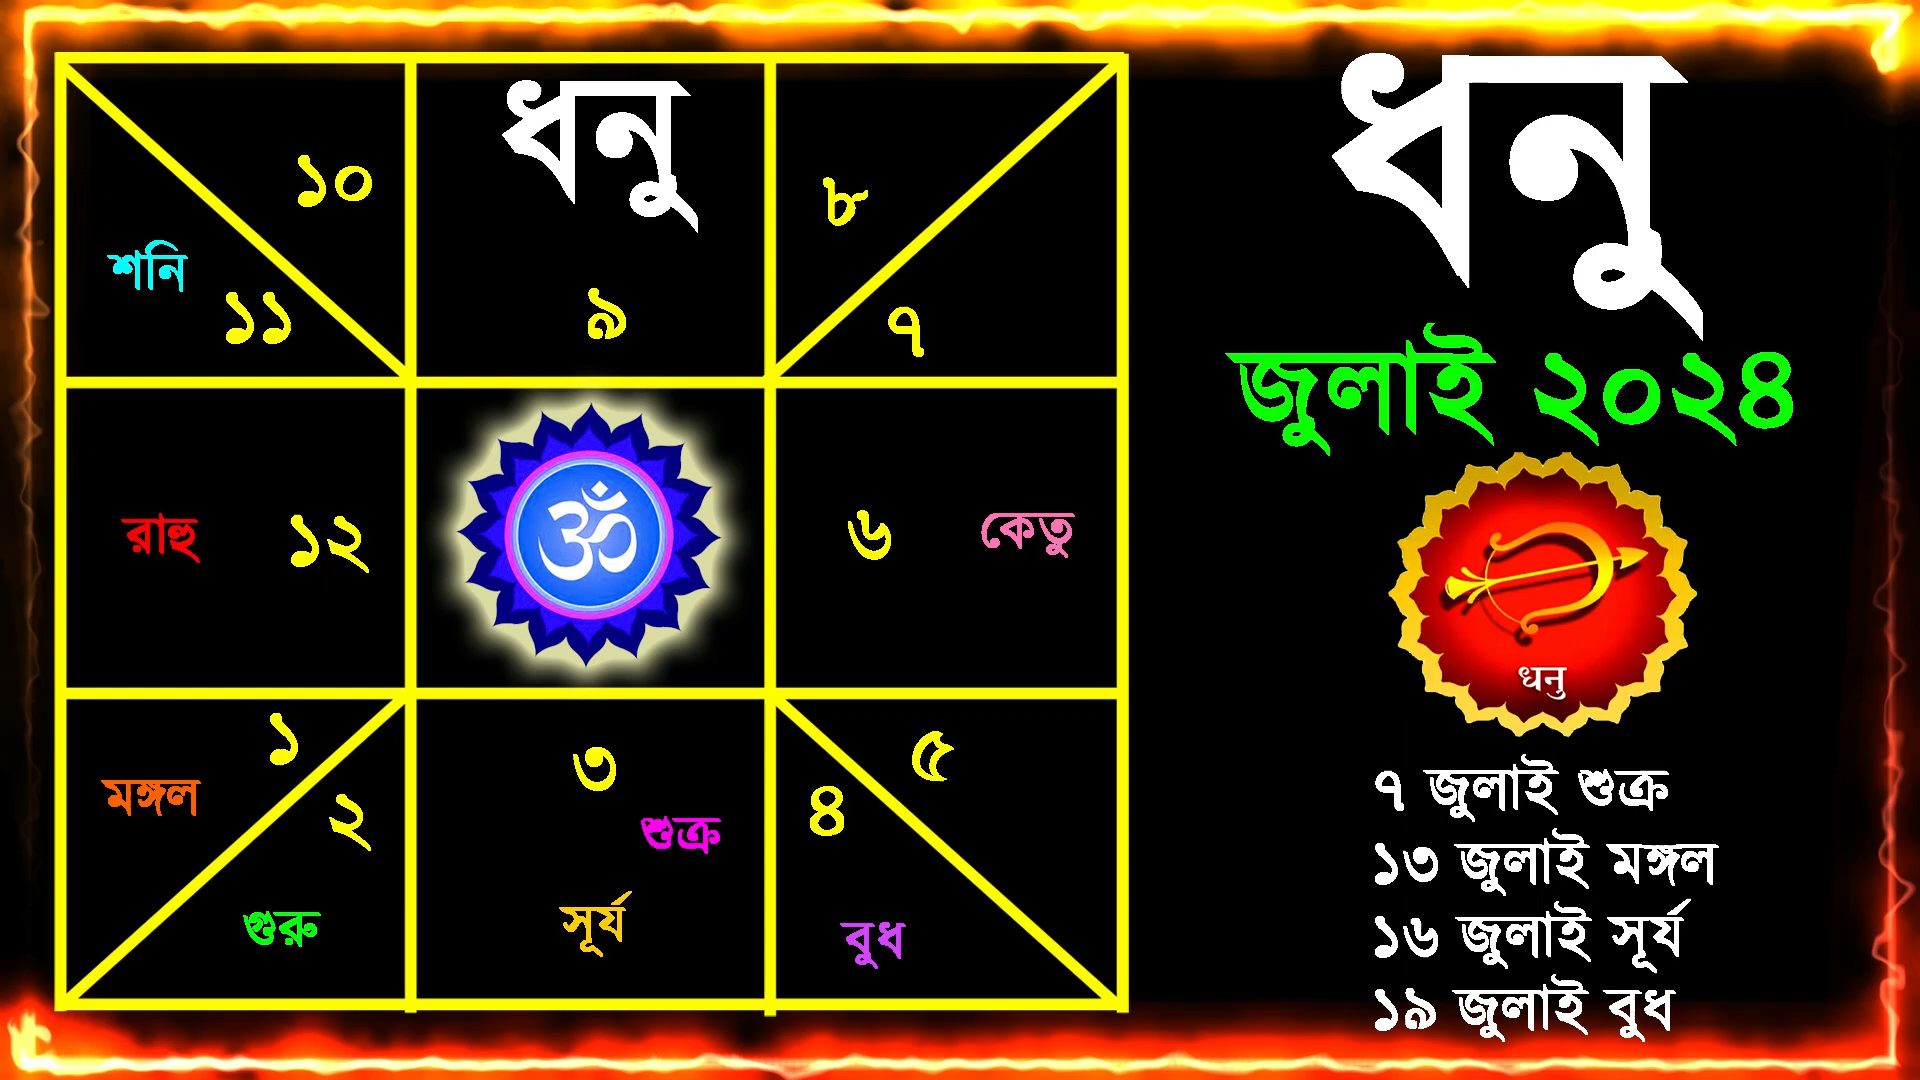 ধনু
১০
৮
শনি
১১
৯
৭
রাহু
১২
ॐ
৬
কেতু
১
মঙ্গল
২
গুরু
৩
শুক্র
সূর্য
৫
৪
বুধ
ধনু
জুলাই ২০২৪
धनु
৭ জুলাই শুক্র
১৩ জুলাই মঙ্গল
১৬ জুলাই সূর্য
১৯ জুলাই বুধ